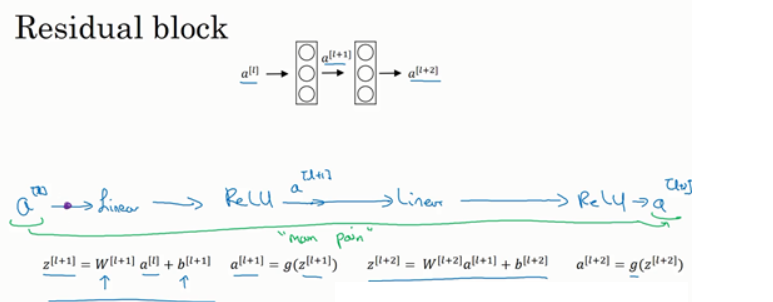 Residual block
a[l] → a[l+1] → a[l+2]
a[l] → Linear → ReLU a[l+1] → Linear → ReLU → a[l+2]
"main path"
z[l+1] = W[l+1] a[l] + b[l+1] a[l+1] = g(z[l+1]) z[l+2] = W[l+2]a[l+1] + b[l+2] a[l+2] = g(z[l+2])